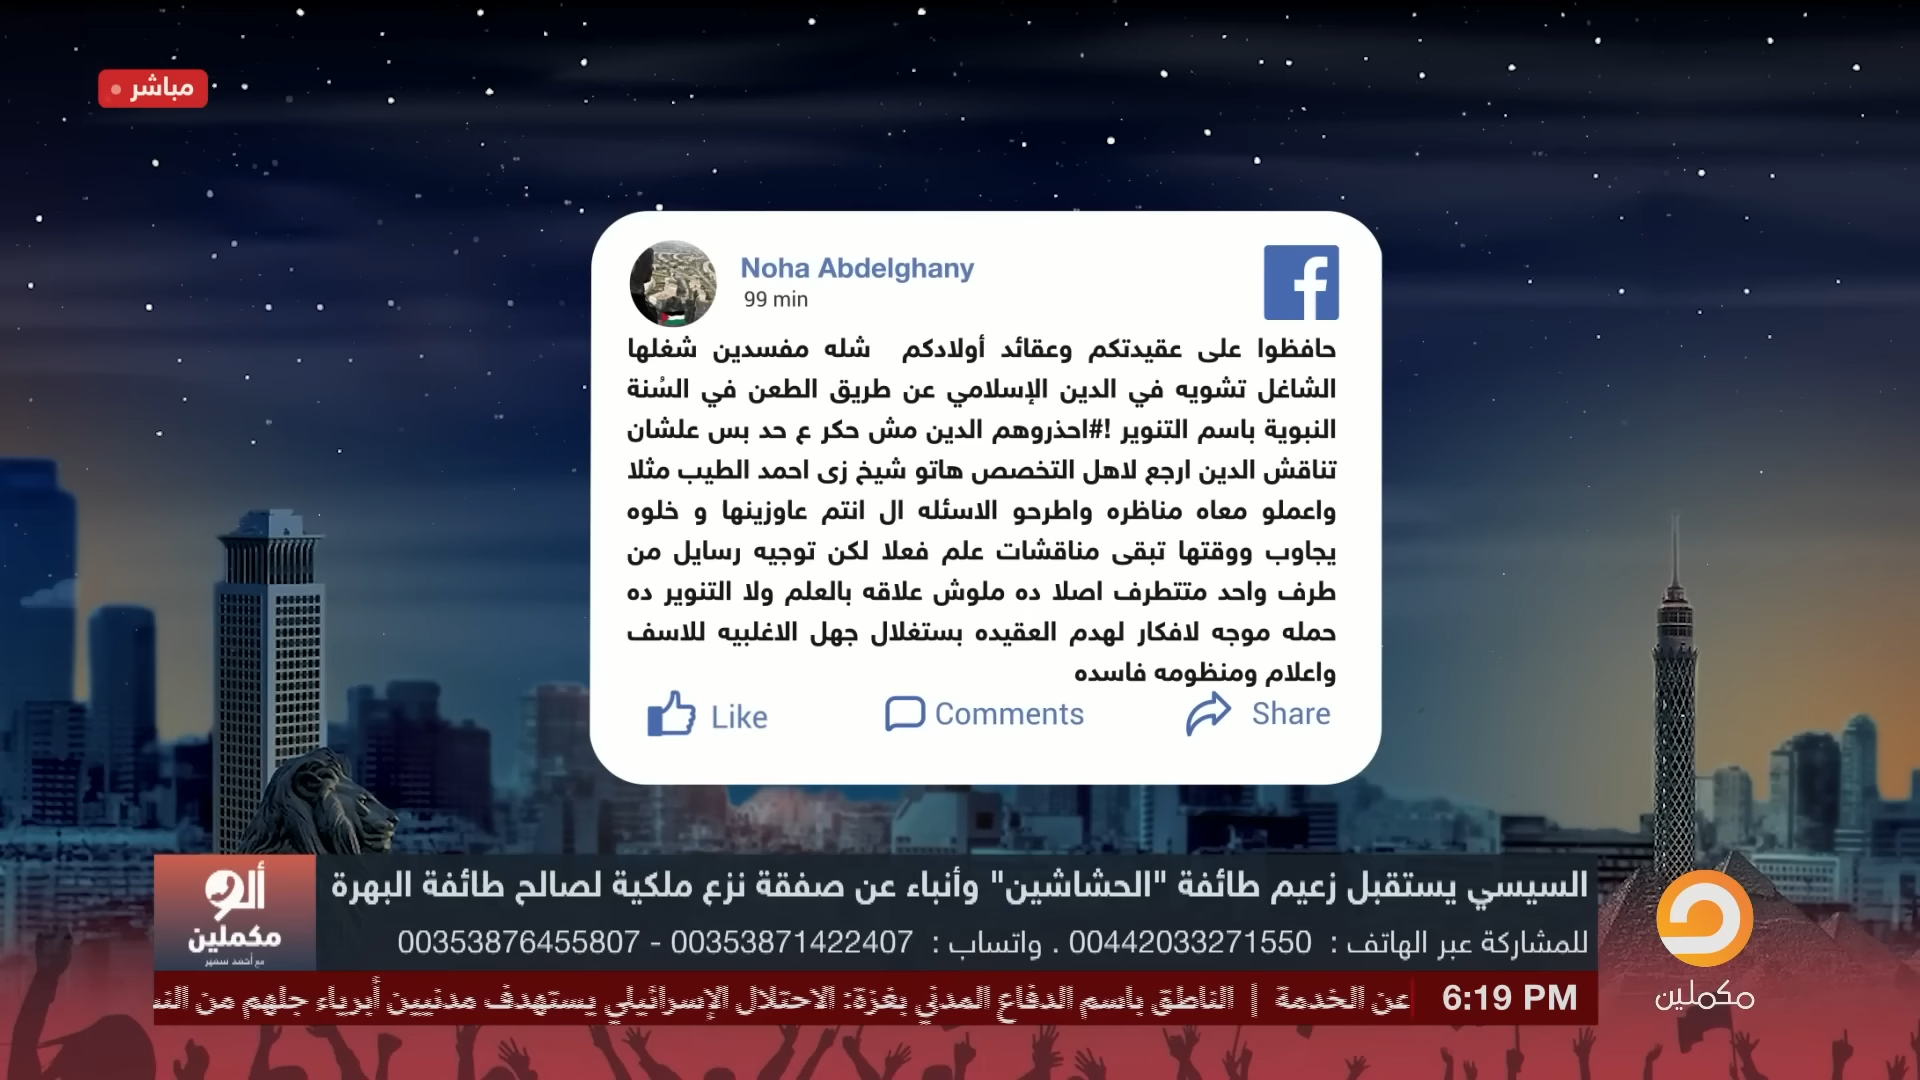 مباشر
Noha Abdelghany
99 min
حافظوا على عقيدتكم وعقائد أولادكم شله مفسدين شغلها
الشاغل تشويه في الدين الإسلامي عن طريق الطعن في السُنة
النبوية باسم التنوير !#احذروهم الدين مش حكر ع حد بس علشان
تناقش الدين ارجع لاهل التخصص هاتو شيخ زى احمد الطيب مثلا
واعملو معاه مناظره واطرحو الاسئله ال انتم عاوزينها و خلوه
يجاوب ووقتها تبقى مناقشات علم فعلا لكن توجيه رسايل من
طرف واحد متتطرف اصلا ده ملوش علاقه بالعلم ولا التنوير ده
حمله موجه لافكار لهدم العقيده بستغلال جهل الاغلبيه للاسف
واعلام ومنظومه فاسده
Like
Comments
Share
ألو
مكملين
مع أحمد سمير
السيسي يستقبل زعيم طائفة "الحشاشين" وأنباء عن صفقة نزع ملكية لصالح طائفة البهرة
للمشاركة عبر الهاتف : 00442033271550 . واتساب : 00353871422407 - 00353876455807
6:19 PM
عن الخدمة | الناطق باسم الدفاع المدني بغزة: الاحتلال الإسرائيلي يستهدف مدنيين أبرياء جلهم من
مكملين